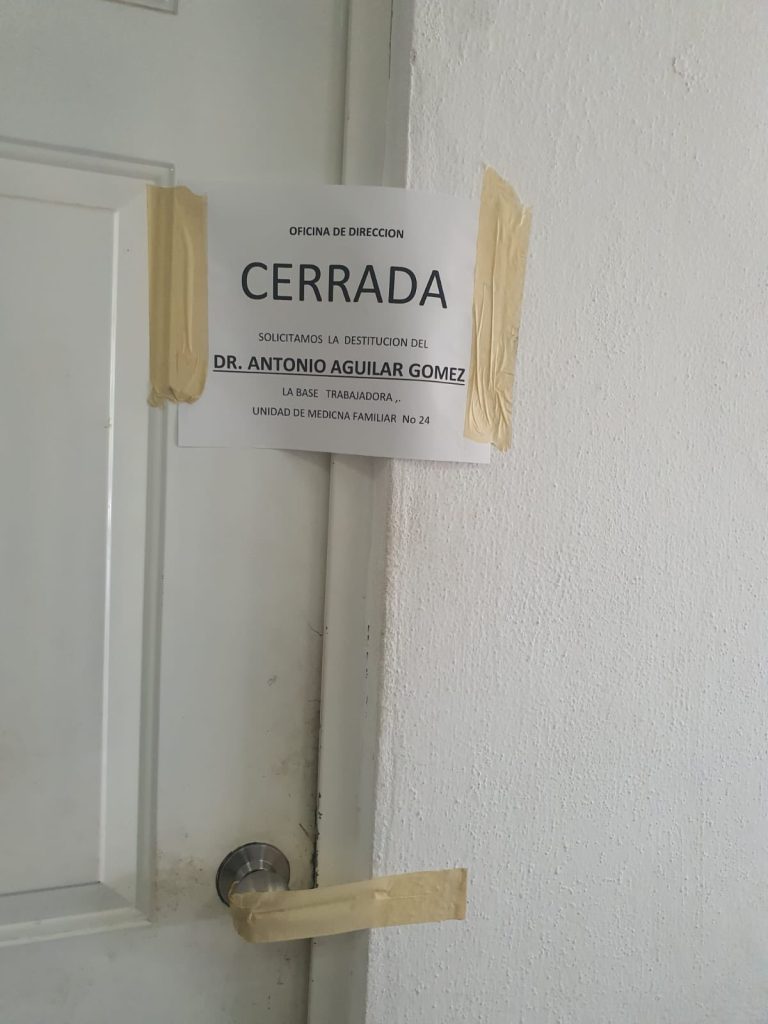 OFICINA DE DIRECCION
CERRADA
SOLICITAMOS LA DESTITUCION DEL
DR. ANTONIO AGUILAR GOMEZ
LA BASE TRABAJADORA ,.
UNIDAD DE MEDICNA FAMILIAR No 24